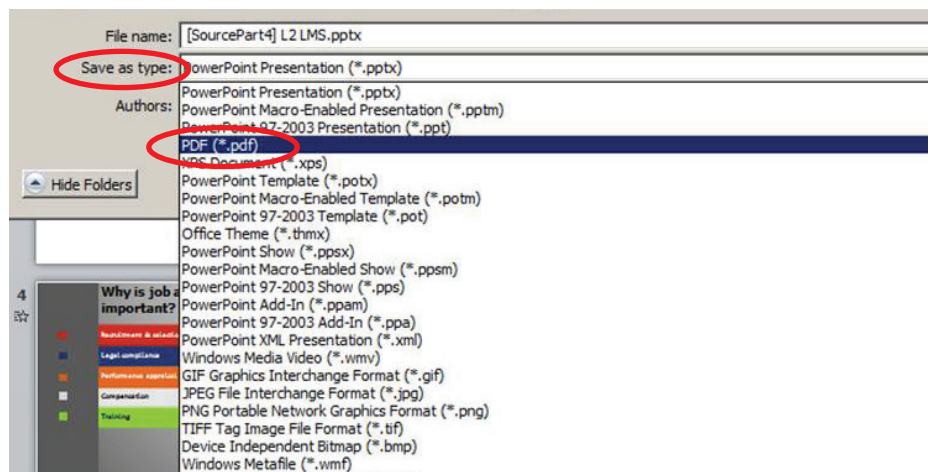 File name: [SourcePart4] L2 LMS.pptx
Save as type: PowerPoint Presentation (*.pptx)
Authors:
PowerPoint Presentation (*.pptx)
PowerPoint Macro-Enabled Presentation (*.pptm)
PowerPoint 97-2003 Presentation (*.ppt)
PDF (*.pdf)
XPS Document (*.xps)
PowerPoint Template (*.potx)
PowerPoint Macro-Enabled Template (*.potm)
PowerPoint 97-2003 Template (*.pot)
Office Theme (*.thmx)
PowerPoint Show (*.ppsx)
PowerPoint Macro-Enabled Show (*.ppsm)
PowerPoint 97-2003 Show (*.pps)
PowerPoint Add-In (*.ppam)
PowerPoint 97-2003 Add-In (*.ppa)
PowerPoint XML Presentation (*.xml)
Windows Media Video (*.wmv)
GIF Graphics Interchange Format (*.gif)
JPEG File Interchange Format (*.jpg)
PNG Portable Network Graphics Format (*.png)
TIFF Tag Image File Format (*.tif)
Device Independent Bitmap (*.bmp)
Windows Metafile (*.wmf)
Hide Folders
4
Why is job a
important?
Recruitment & selectio
Legal compliance
Performance appraisal
Compensation
Training